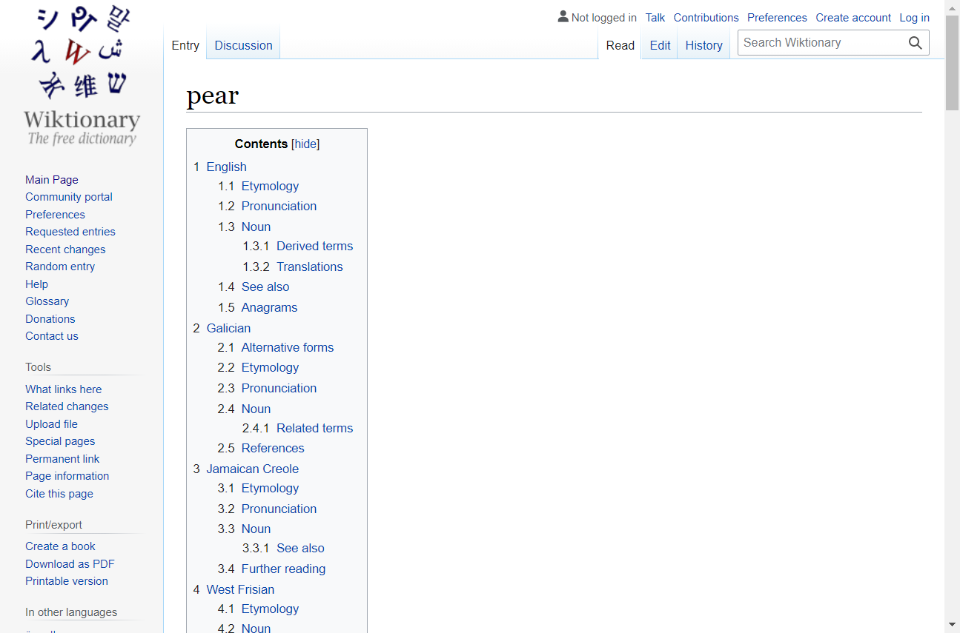 シ やק 말
λ W ش
 维 ש
Wiktionary
The free dictionary
Main Page
Community portal
Preferences
Requested entries
Recent changes
Random entry
Help
Glossary
Donations
Contact us
Tools
What links here
Related changes
Upload file
Special pages
Permanent link
Page information
Cite this page
Print/export
Create a book
Download as PDF
Printable version
In other languages
Not logged in Talk Contributions Preferences Create account Log in
Entry Discussion Read Edit History Search Wiktionary
pear
Contents [hide]
1 English
1.1 Etymology
1.2 Pronunciation
1.3 Noun
1.3.1 Derived terms
1.3.2 Translations
1.4 See also
1.5 Anagrams
2 Galician
2.1 Alternative forms
2.2 Etymology
2.3 Pronunciation
2.4 Noun
2.4.1 Related terms
2.5 References
3 Jamaican Creole
3.1 Etymology
3.2 Pronunciation
3.3 Noun
3.3.1 See also
3.4 Further reading
4 West Frisian
4.1 Etymology
4.2 Noun